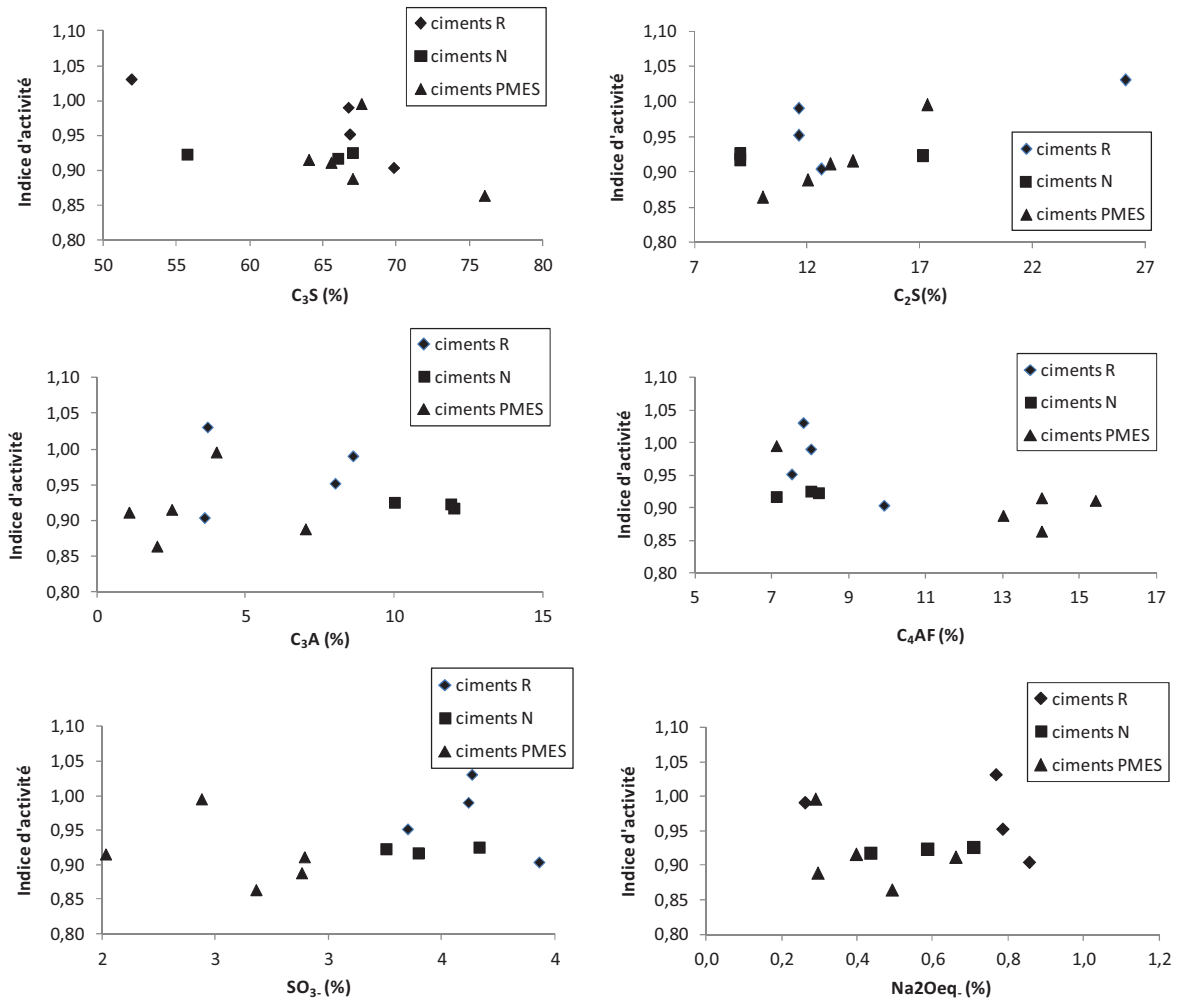 ciments R
ciments N
ciments PMES
1,10
1,05
1,00
0,95
0,90
0,85
0,80
Indice d'activité
50 55 60 65 70 75 80
C₃S (%)
ciments R
ciments N
ciments PMES
1,10
1,05
1,00
0,95
0,90
0,85
0,80
Indice d'activité
7 12 17 22 27
C₂S(%)
ciments R
ciments N
ciments PMES
1,10
1,05
1,00
0,95
0,90
0,85
0,80
Indice d'activité
0 5 10 15
C₃A (%)
ciments R
ciments N
ciments PMES
1,10
1,05
1,00
0,95
0,90
0,85
0,80
Indice d'activité
5 7 9 11 13 15 17
C₄AF (%)
ciments R
ciments N
ciments PMES
1,10
1,05
1,00
0,95
0,90
0,85
0,80
Indice d'activité
2 3 3 4 4
SO₃₋ (%)
ciments R
ciments N
ciments PMES
1,10
1,05
1,00
0,95
0,90
0,85
0,80
Indice d'activité
0,0 0,2 0,4 0,6 0,8 1,0 1,2
Na2Oeq₋ (%)